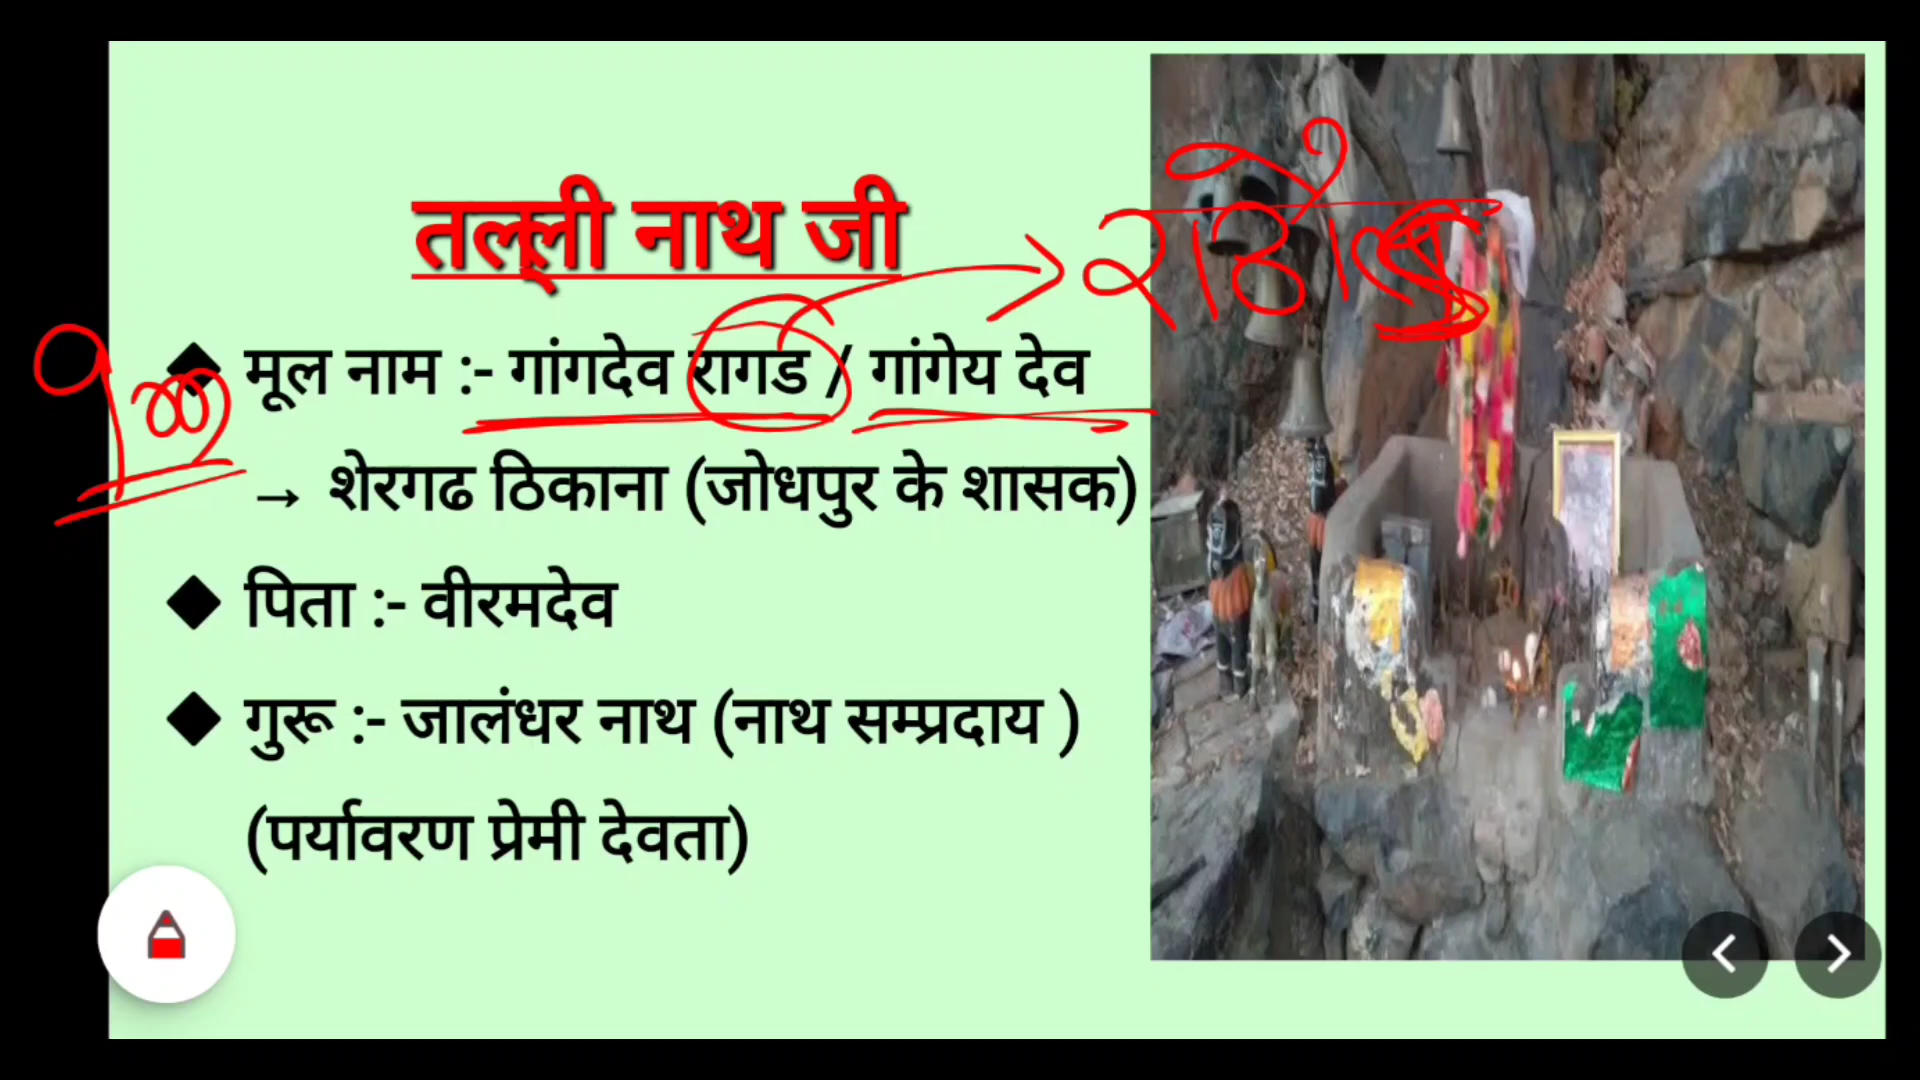 तल्ली नाथ जी
राठौड़
मूल नाम :- गांगदेव रागड / गांगेय देव
→ शेरगढ ठिकाना (जोधपुर के शासक)
पिता :- वीरमदेव
गुरू :- जालंधर नाथ (नाथ सम्प्रदाय )
(पर्यावरण प्रेमी देवता)